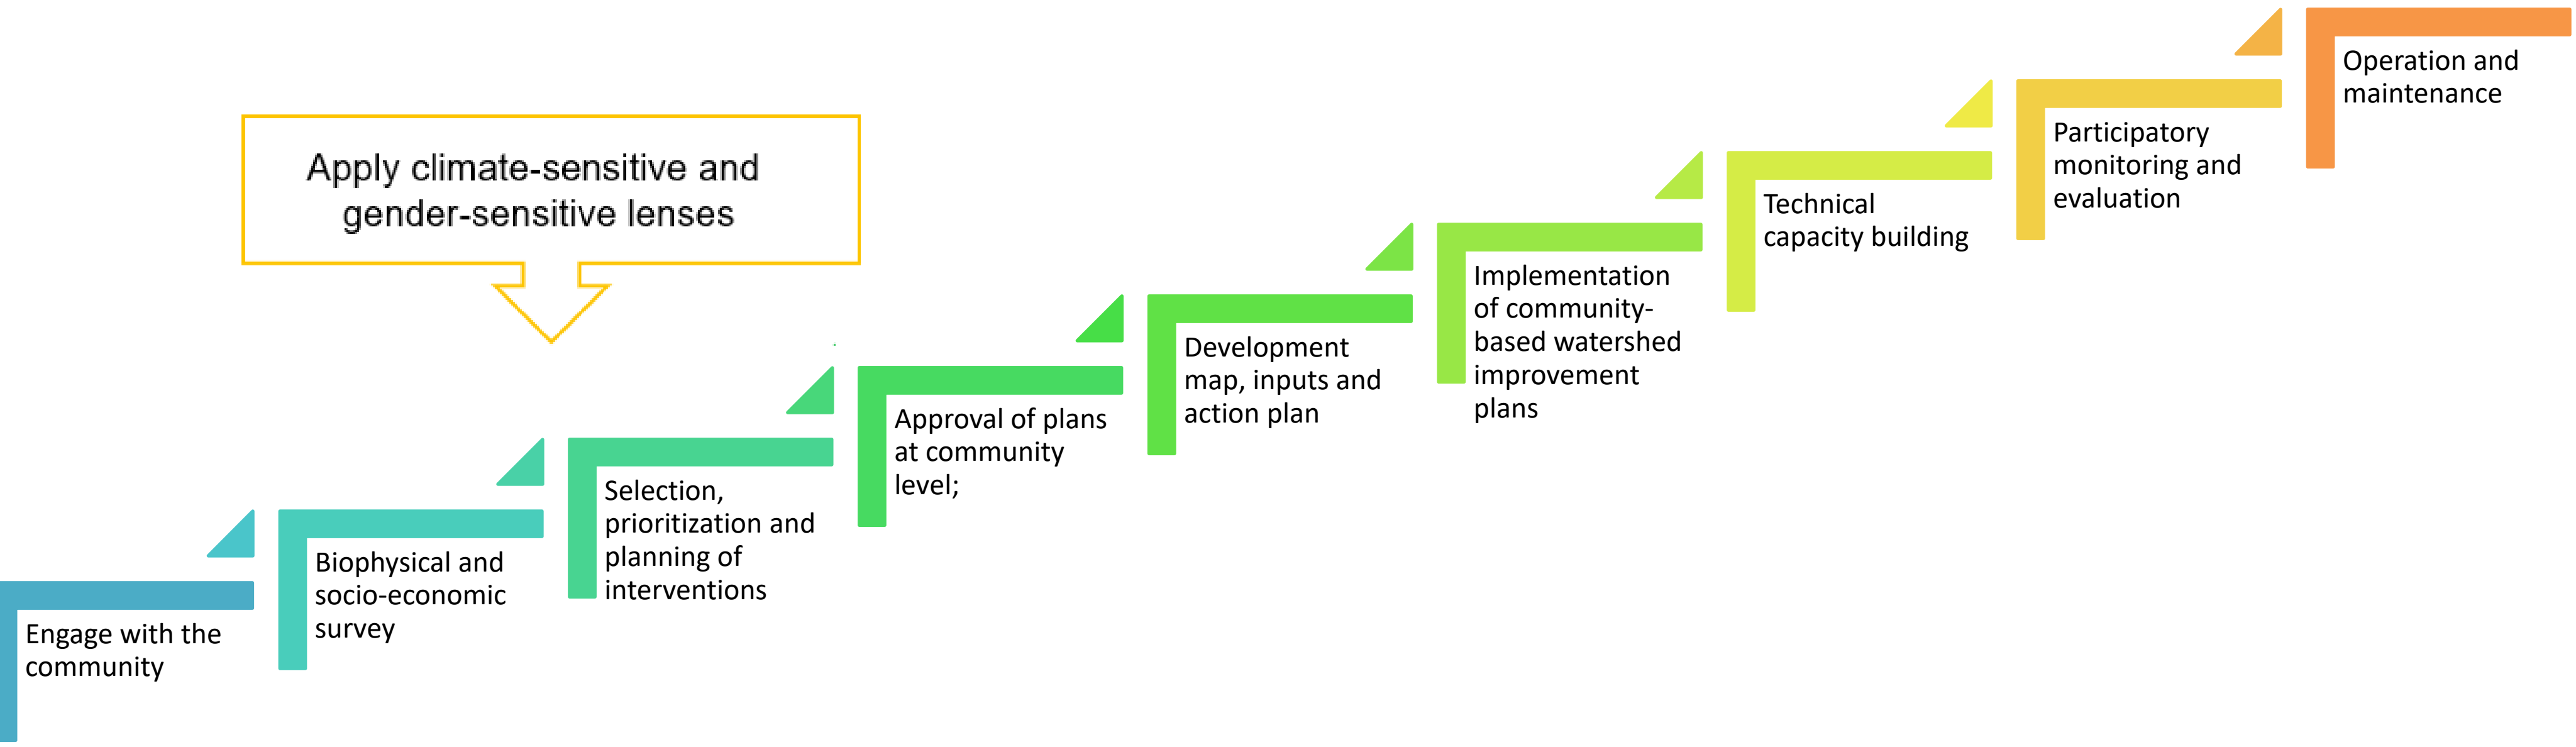 Apply climate-sensitive and
gender-sensitive lenses
Engage with the
community
Biophysical and
socio-economic
survey
Selection,
prioritization and
planning of
interventions
Approval of plans
at community
level;
Development
map, inputs and
action plan
Implementation
of community-
based watershed
improvement
plans
Technical
capacity building
Participatory
monitoring and
evaluation
Operation and
maintenance